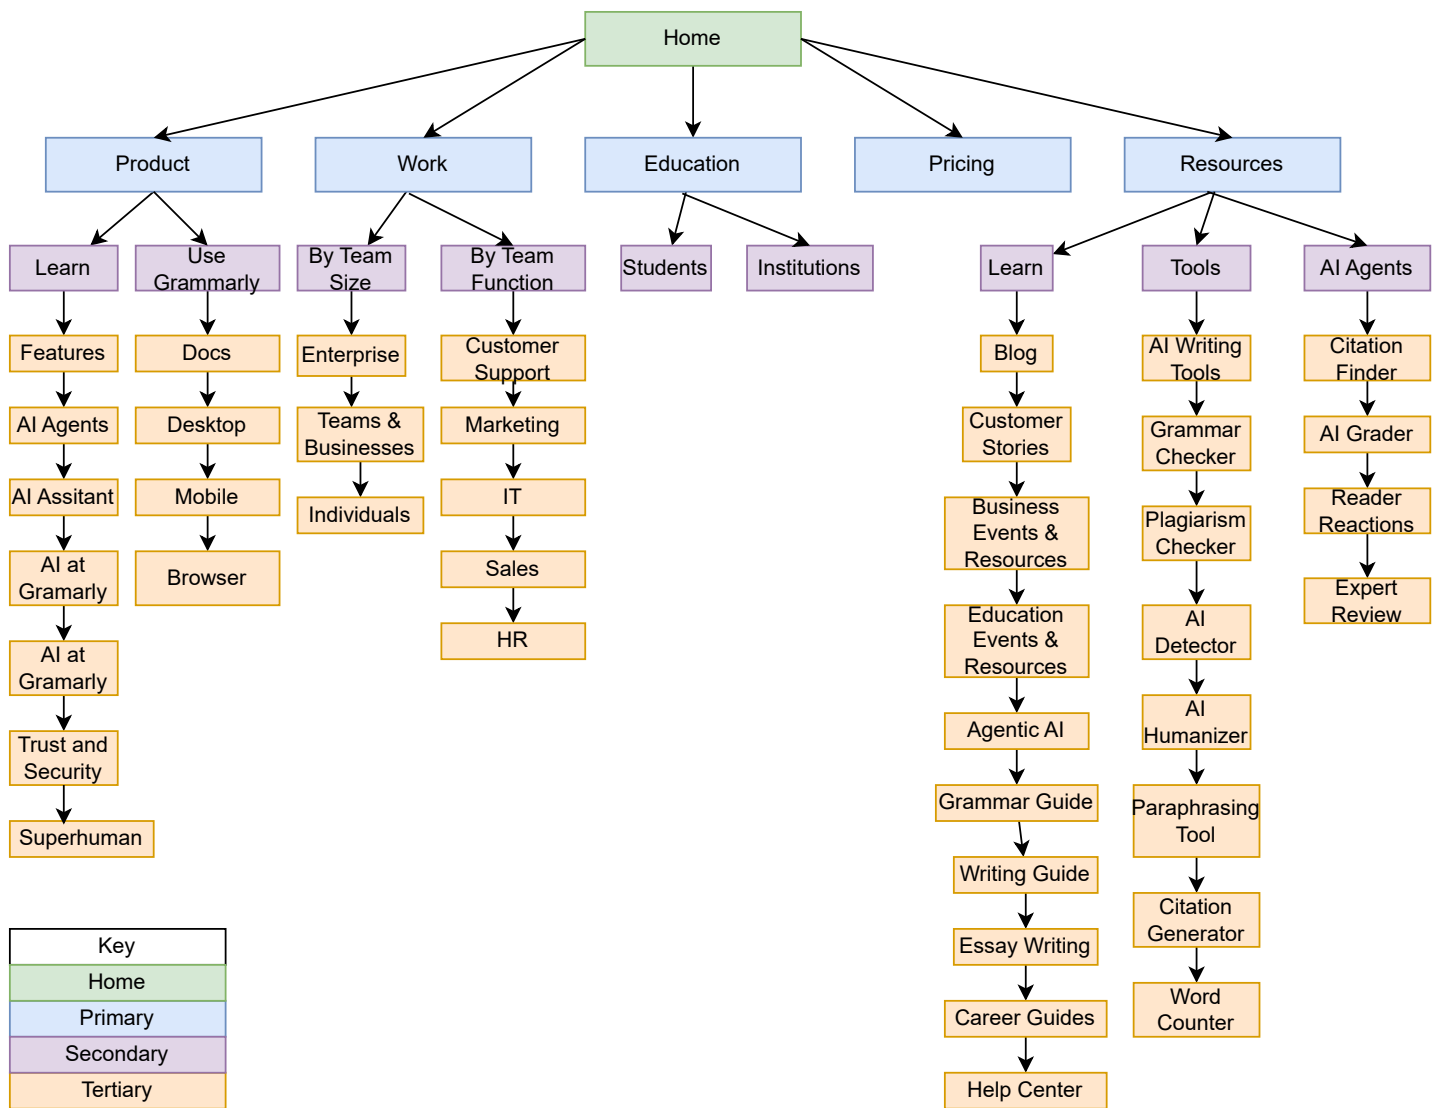 Home
Product
Work
Education
Pricing
Resources
Learn
Use
Grammarly
By Team
Size
By Team
Function
Students
Institutions
Learn
Tools
AI Agents
Features
AI Agents
AI Assitant
AI at
Gramarly
AI at
Gramarly
Trust and
Security
Superhuman
Docs
Desktop
Mobile
Browser
Enterprise
Teams &
Businesses
Individuals
Customer
Support
Marketing
IT
Sales
HR
Blog
Customer
Stories
Business
Events &
Resources
Education
Events &
Resources
Agentic AI
Grammar Guide
Writing Guide
Essay Writing
Career Guides
Help Center
AI Writing
Tools
Grammar
Checker
Plagiarism
Checker
AI
Detector
AI
Humanizer
Paraphrasing
Tool
Citation
Generator
Word
Counter
Citation
Finder
AI Grader
Reader
Reactions
Expert
Review
Key
Home
Primary
Secondary
Tertiary